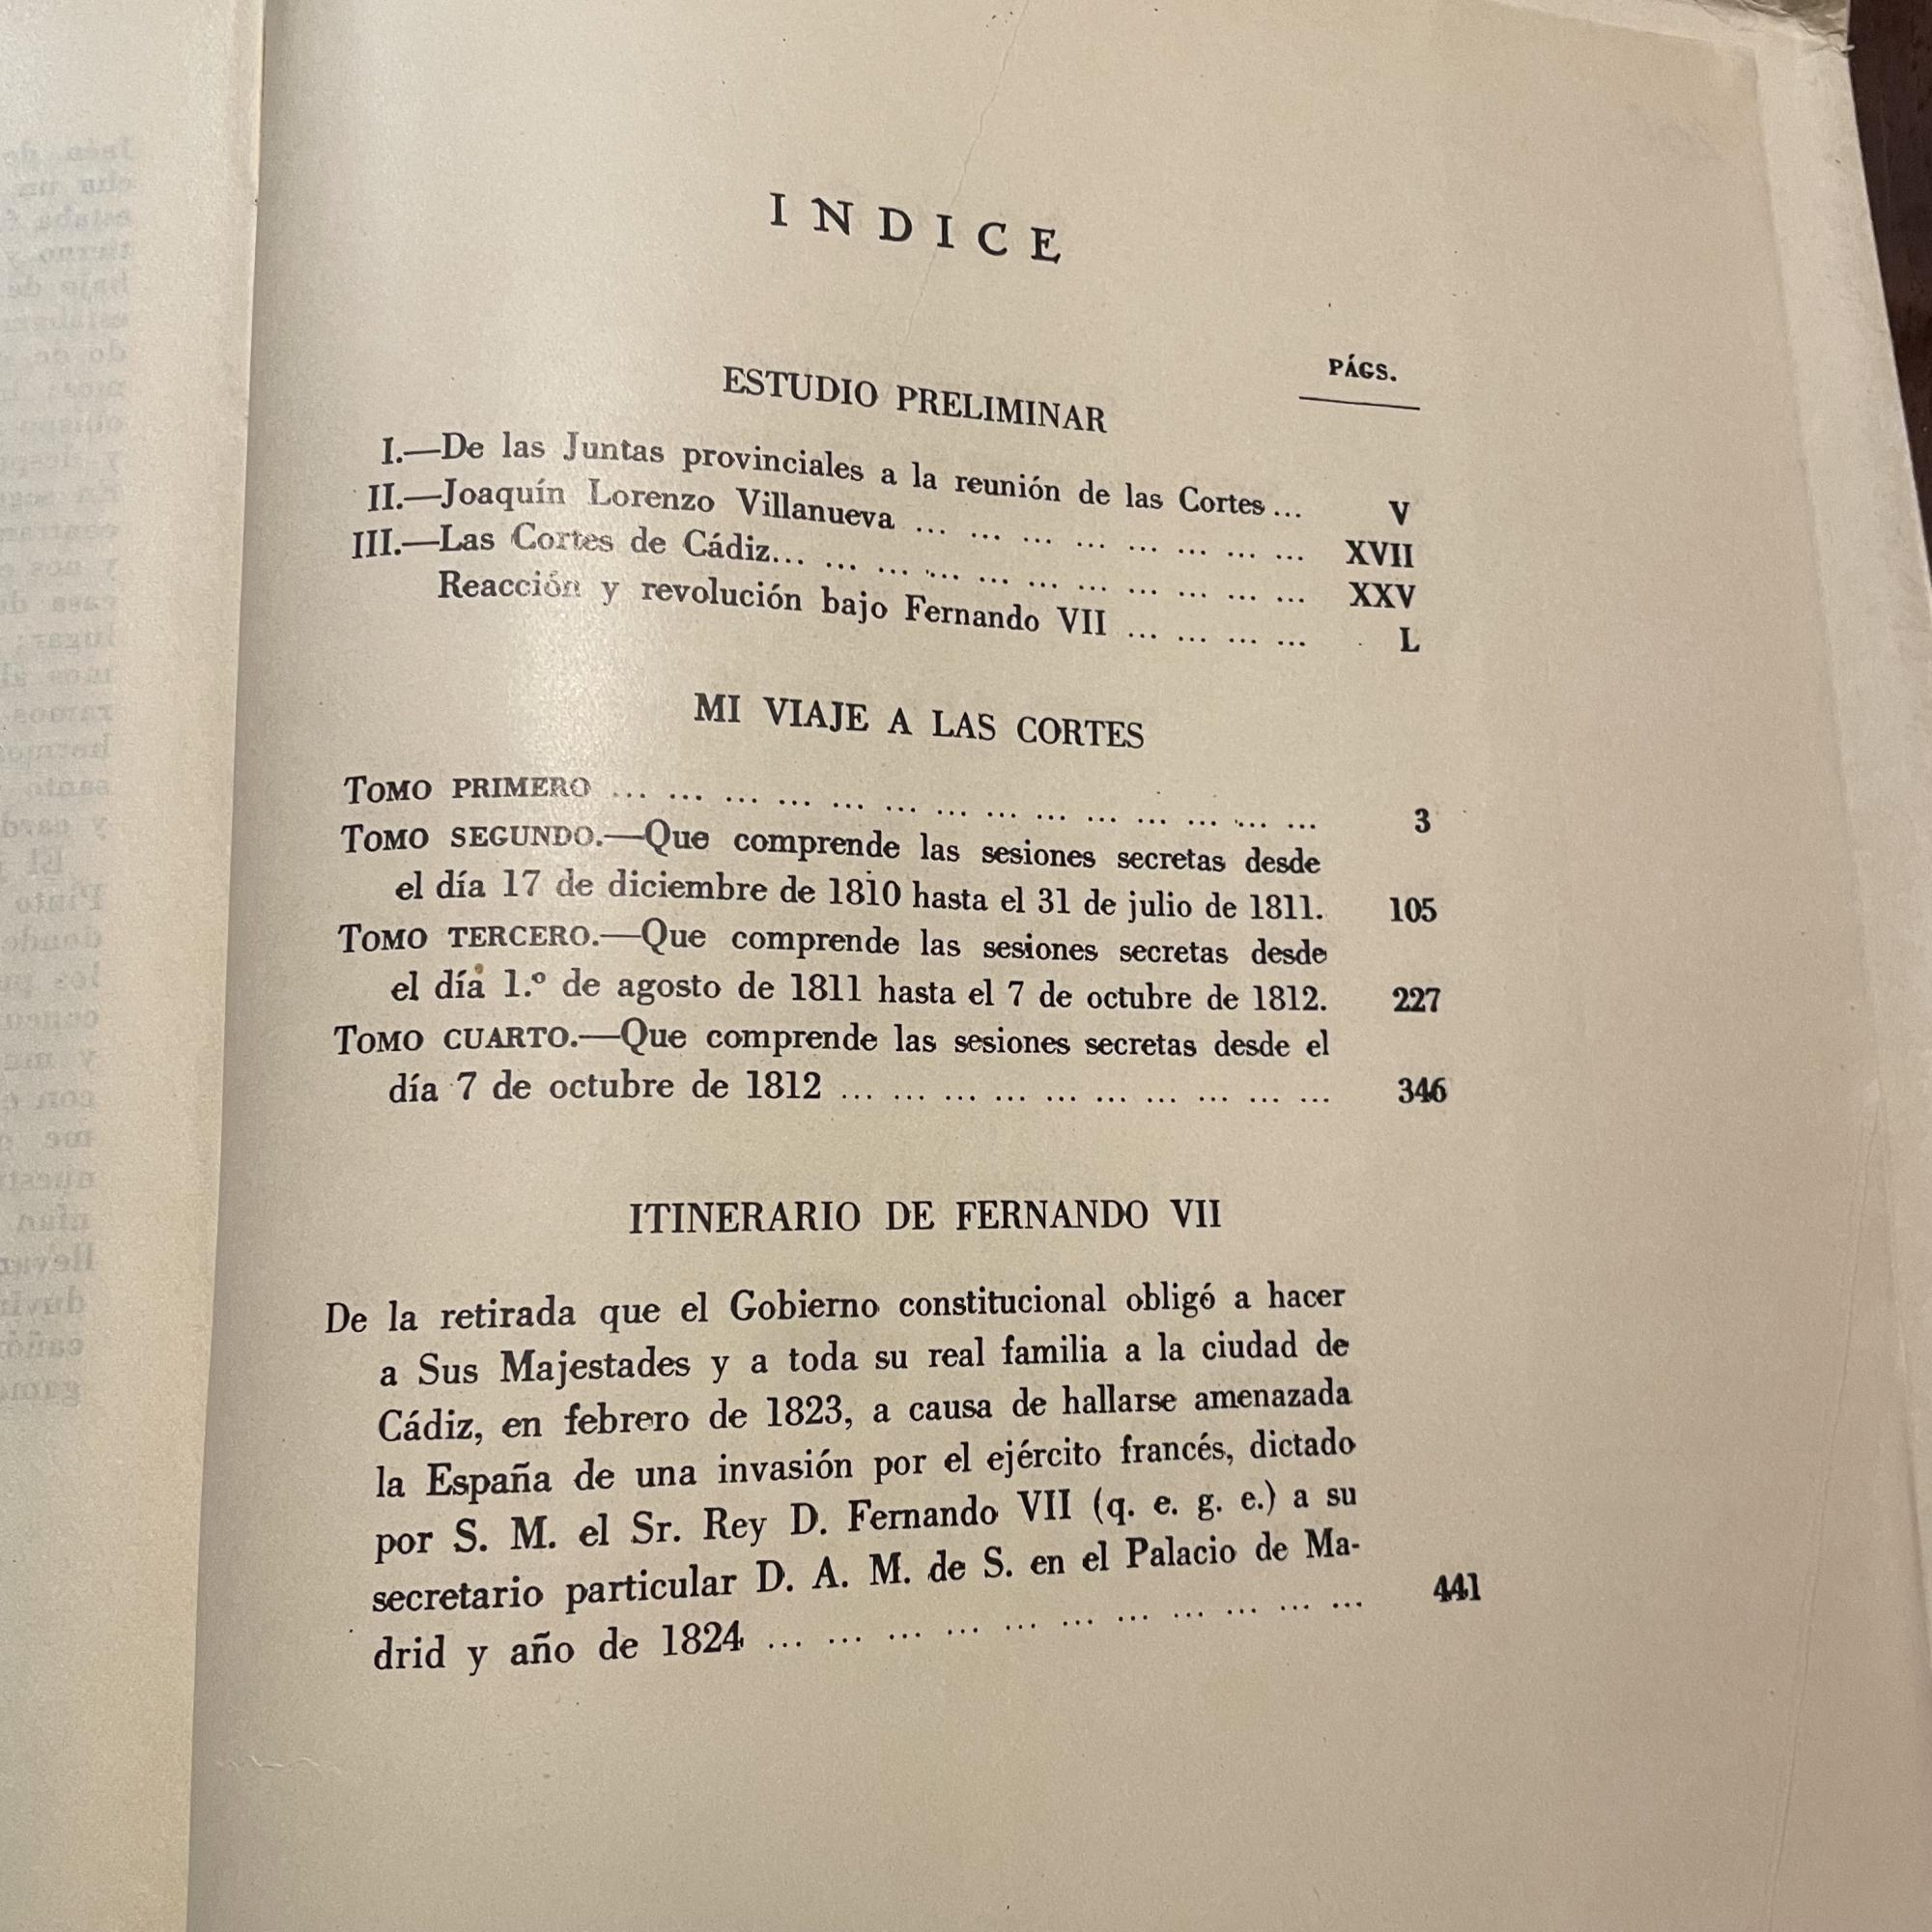 INDICE
PÁGS.
ESTUDIO PRELIMINAR
I.—De las Juntas provinciales a la reunión de las Cortes... V
II.—Joaquín Lorenzo Villanueva ... ... ... ... ... ... ... ... XVII
III.—Las Cortes de Cádiz... ... ... ... ... ... ... ... ... ... ... XXV
Reacción y revolución bajo Fernando VII ... ... ... ... L
MI VIAJE A LAS CORTES
TOMO PRIMERO ... ... ... ... ... ... ... ... ... ... ... ... ... ... 3
TOMO SEGUNDO.—Que comprende las sesiones secretas desde
el día 17 de diciembre de 1810 hasta el 31 de julio de 1811. 105
TOMO TERCERO.—Que comprende las sesiones secretas desde
el día 1.º de agosto de 1811 hasta el 7 de octubre de 1812. 227
TOMO CUARTO.—Que comprende las sesiones secretas desde el
día 7 de octubre de 1812 ... ... ... ... ... ... ... ... ... ... 346
ITINERARIO DE FERNANDO VII
De la retirada que el Gobierno constitucional obligó a hacer
a Sus Majestades y a toda su real familia a la ciudad de
Cádiz, en febrero de 1823, a causa de hallarse amenazada
la España de una invasión por el ejército francés, dictado
por S. M. el Sr. Rey D. Fernando VII (q. e. g. e.) a su
secretario particular D. A. M. de S. en el Palacio de Ma-
drid y año de 1824 ... ... ... ... ... ... ... ... ... ... ... 441